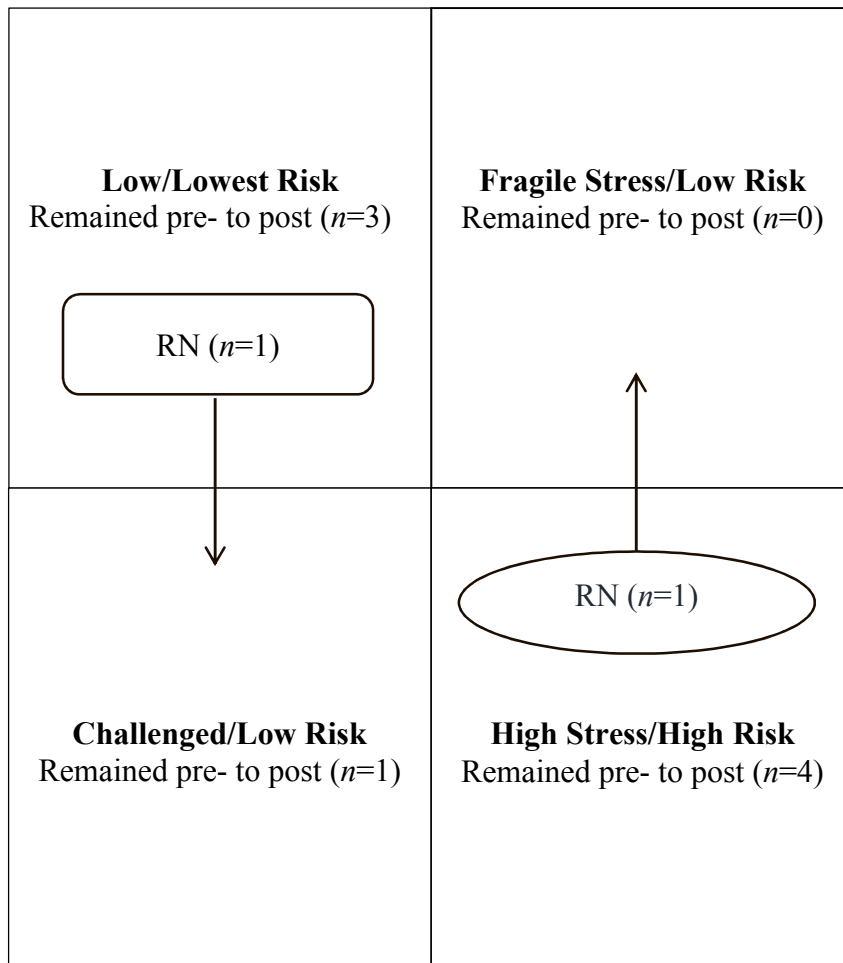 Low/Lowest Risk
Remained pre- to post (n=3)
RN (n=1)
Fragile Stress/Low Risk
Remained pre- to post (n=0)
Challenged/Low Risk
Remained pre- to post (n=1)
RN (n=1)
High Stress/High Risk
Remained pre- to post (n=4)